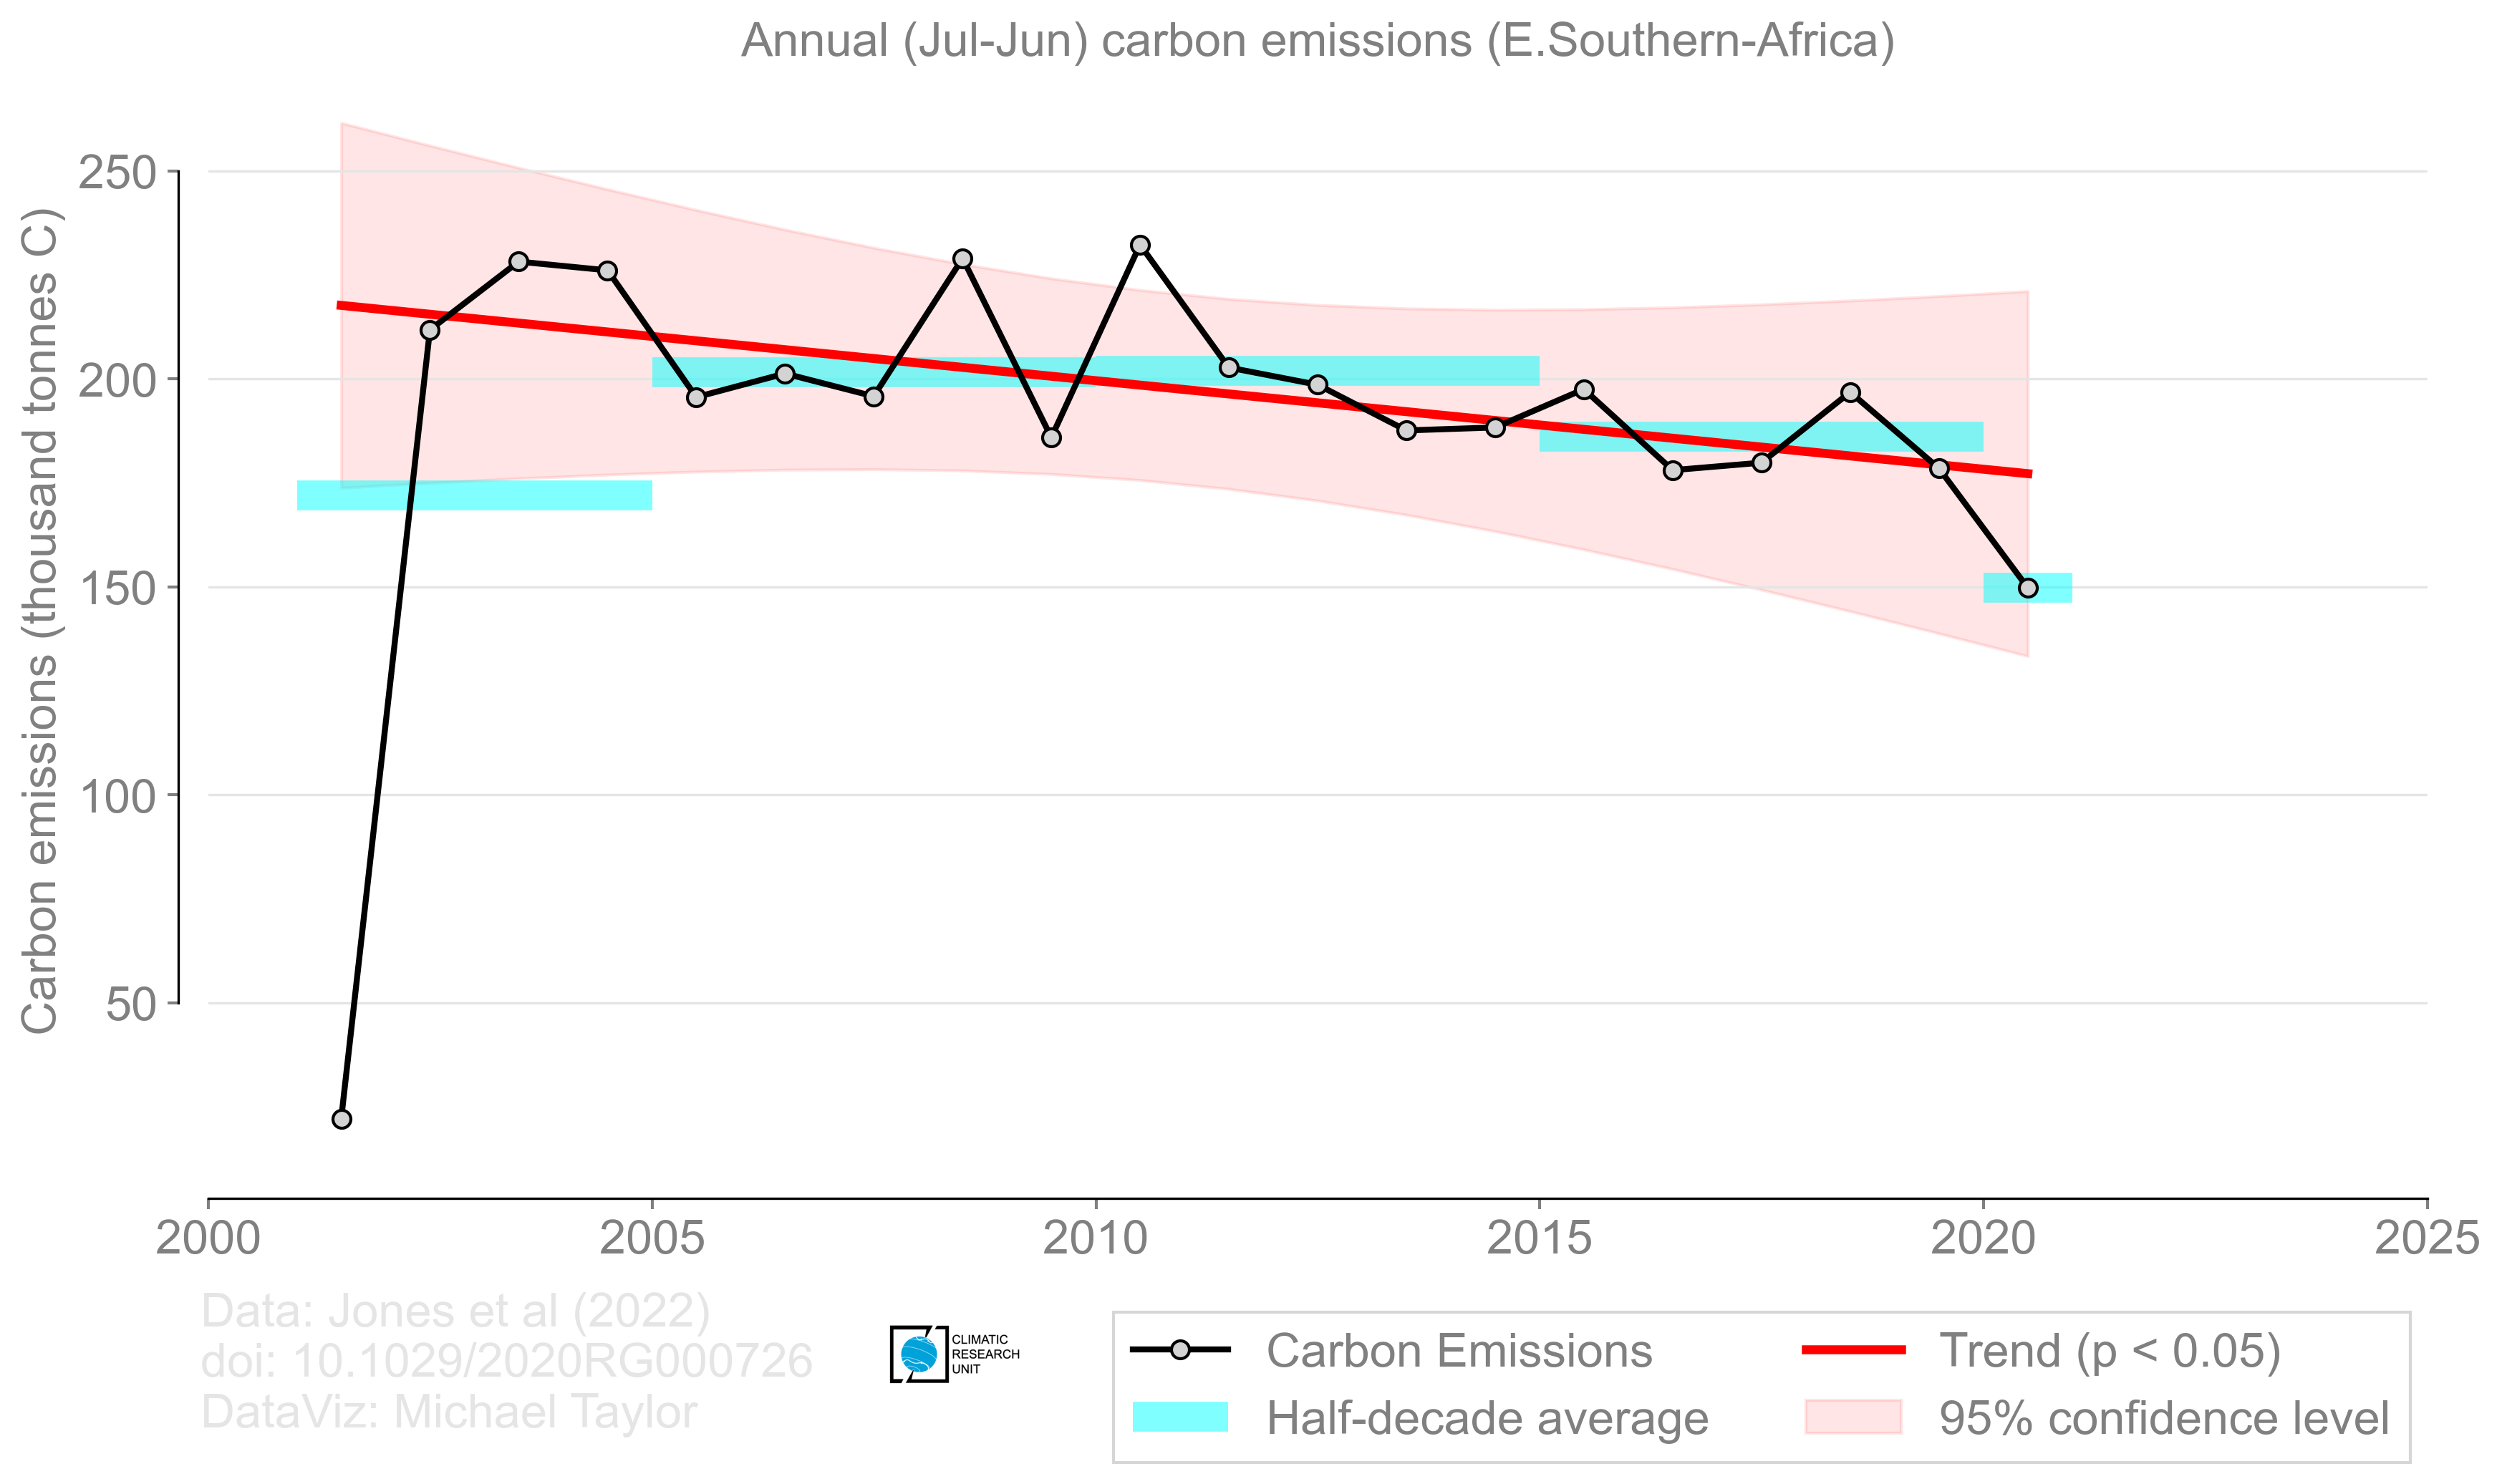 Annual (Jul-Jun) carbon emissions (E.Southern-Africa)
Carbon emissions (thousand tonnes C)
250
200
150
100
50
2000 2005 2010 2015 2020 2025
Data: Jones et al (2022)
doi: 10.1029/2020RG000726
DataViz: Michael Taylor
CLIMATIC
RESEARCH
UNIT
Carbon Emissions
Half-decade average
Trend (p < 0.05)
95% confidence level